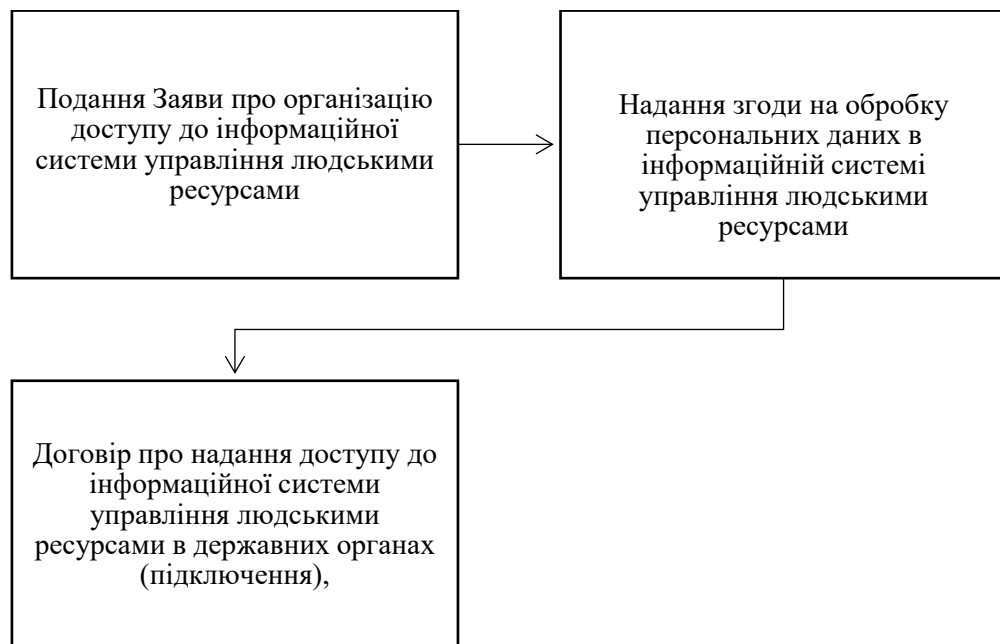 Подання Заяви про організацію
доступу до інформаційної
системи управління людськими
ресурсами
Надання згоди на обробку
персональних даних в
інформаційній системі
управління людськими
ресурсами
Договір про надання доступу до
інформаційної системи
управління людськими
ресурсами в державних органах
(підключення),